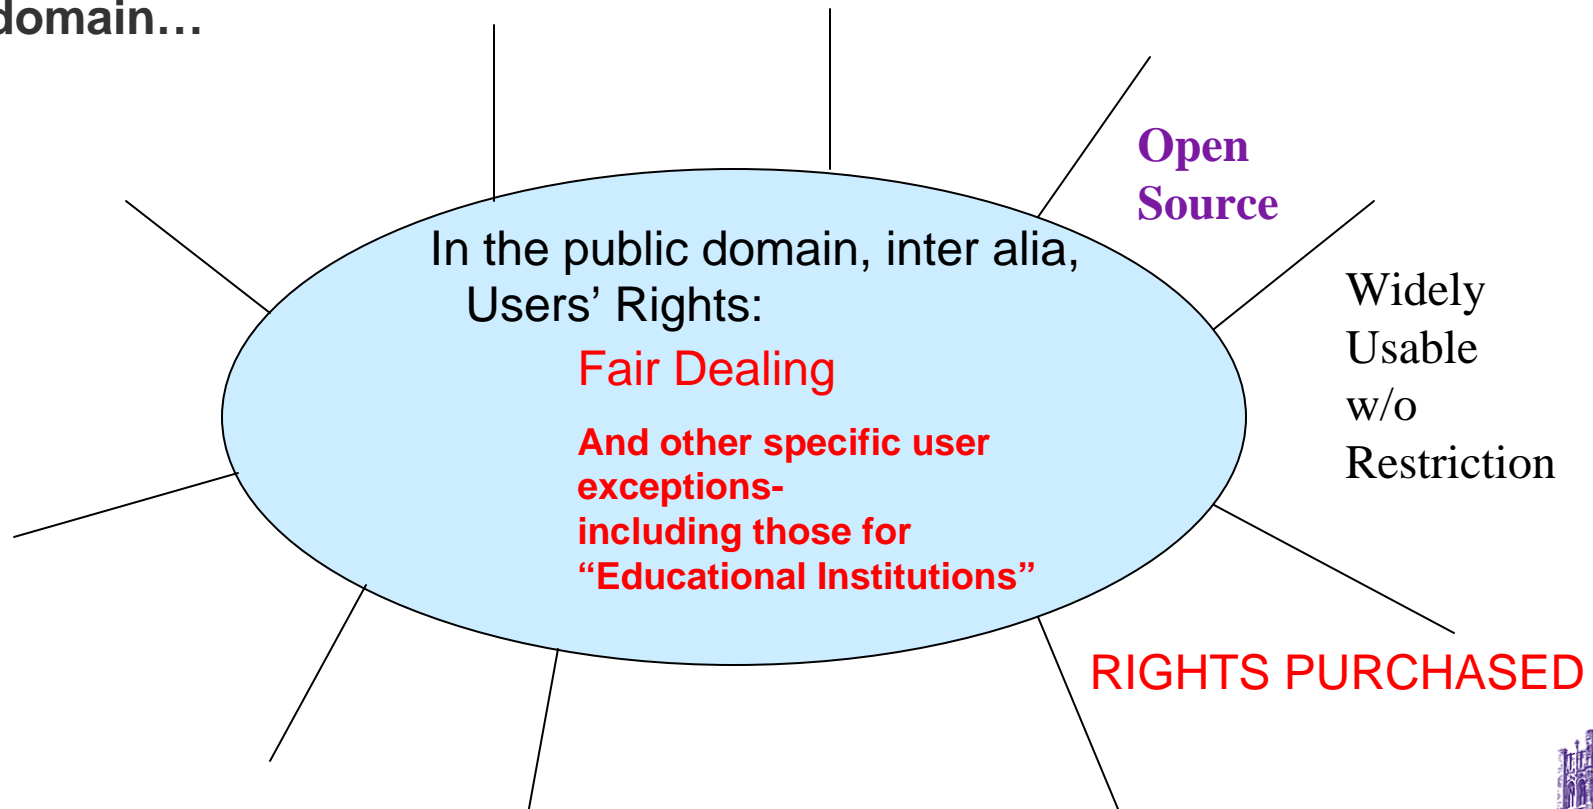 domain…
Open
Source
In the public domain, inter alia,
Users’ Rights:
Fair Dealing
And other specific user
exceptions-
including those for
“Educational Institutions”
Widely
Usable
w/o
Restriction
RIGHTS PURCHASED